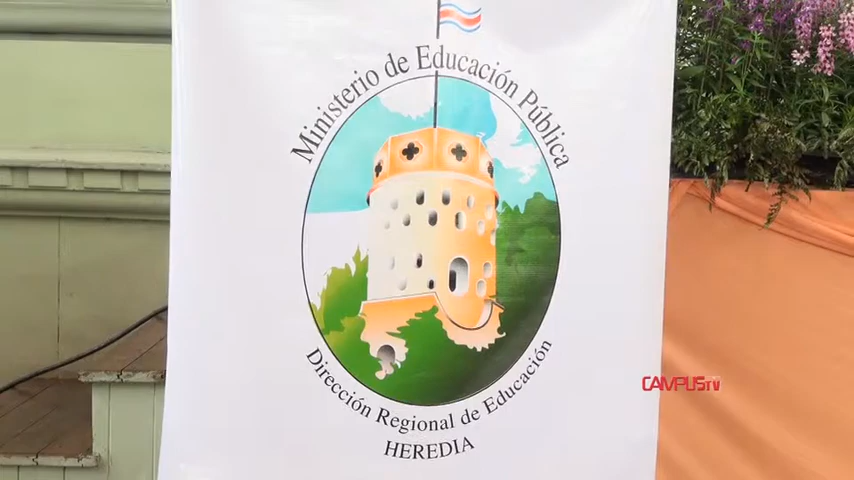 Ministerio de Educación Pública
CAMPUSTV
Dirección Regional de Educación
HEREDIA